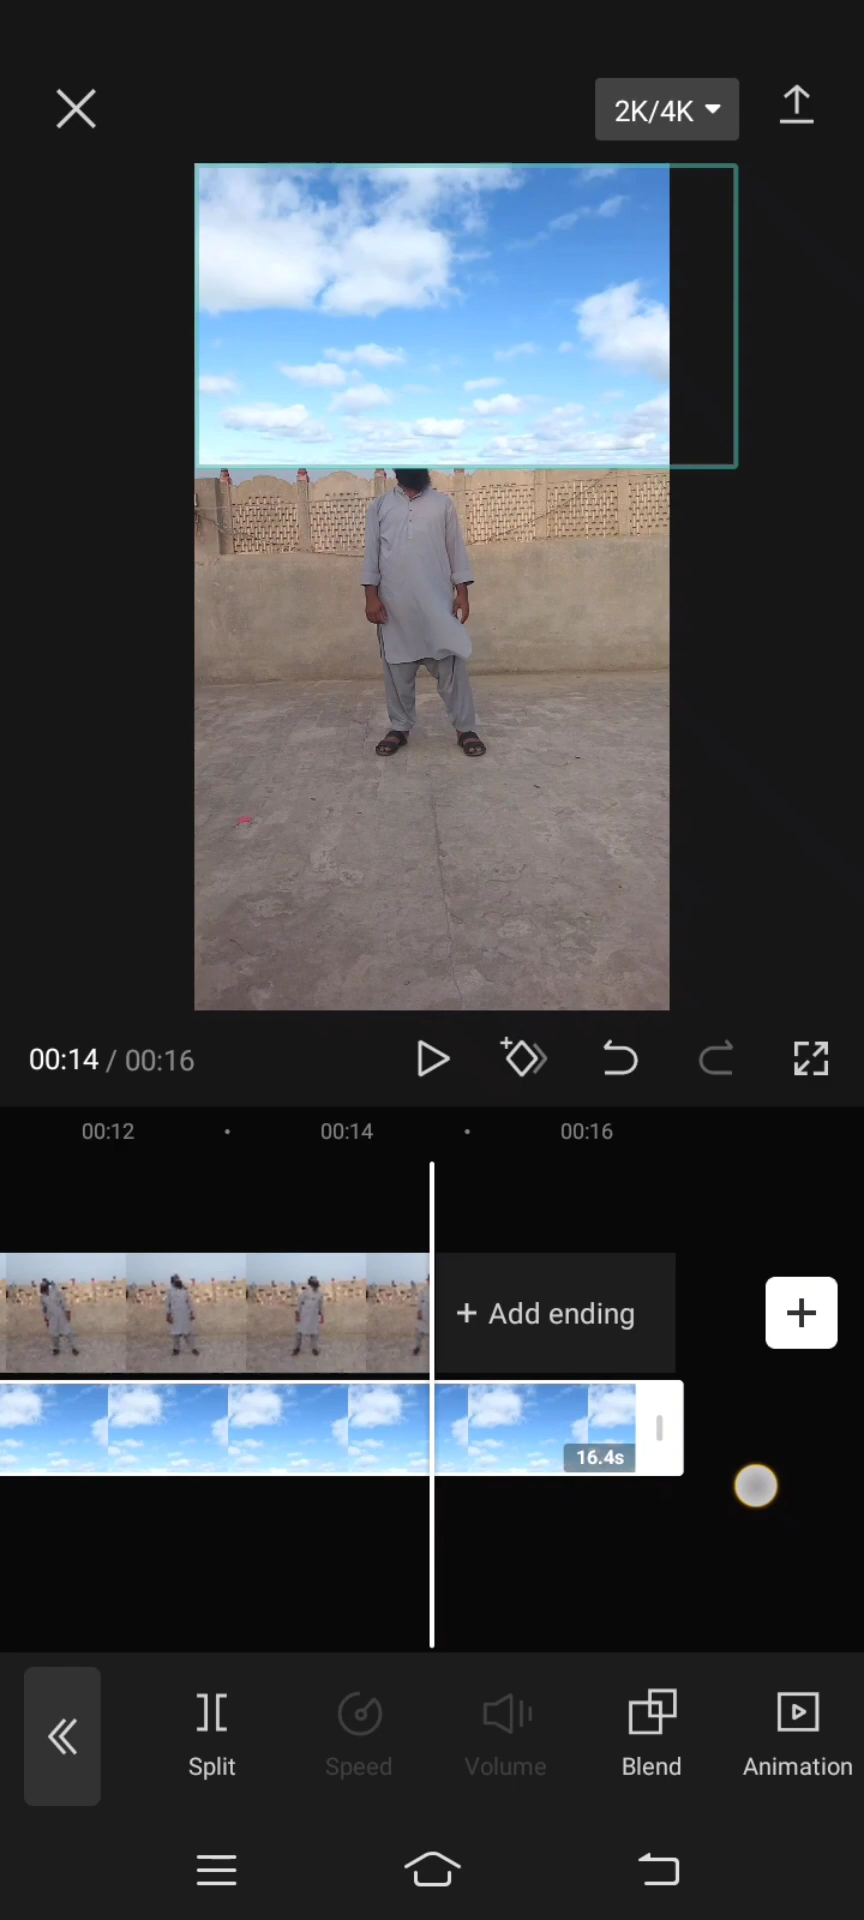 2K/4K
00:14 / 00:16
00:12 00:14 00:16
+ Add ending
16.4s
Split Speed Volume Blend Animation